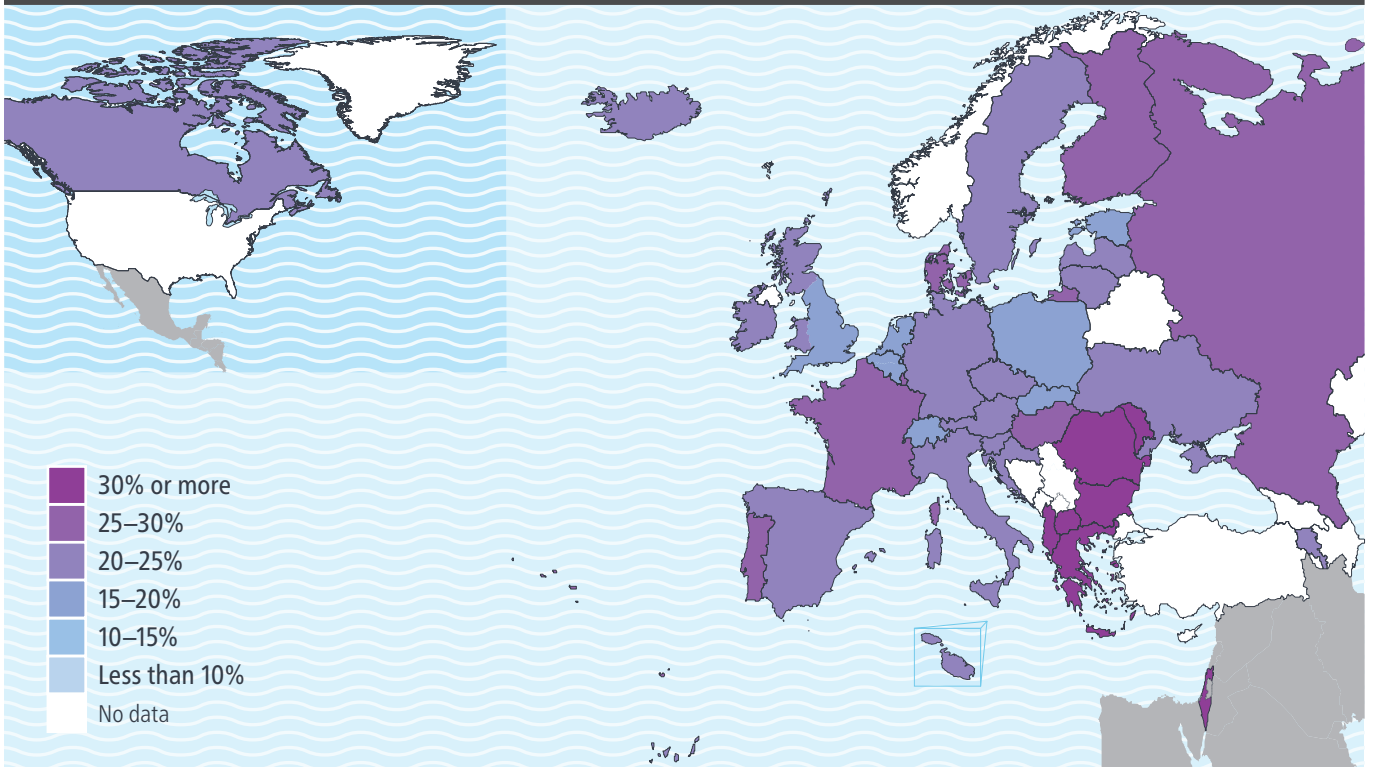 30% or more
25–30%
20–25%
15–20%
10–15%
Less than 10%
No data